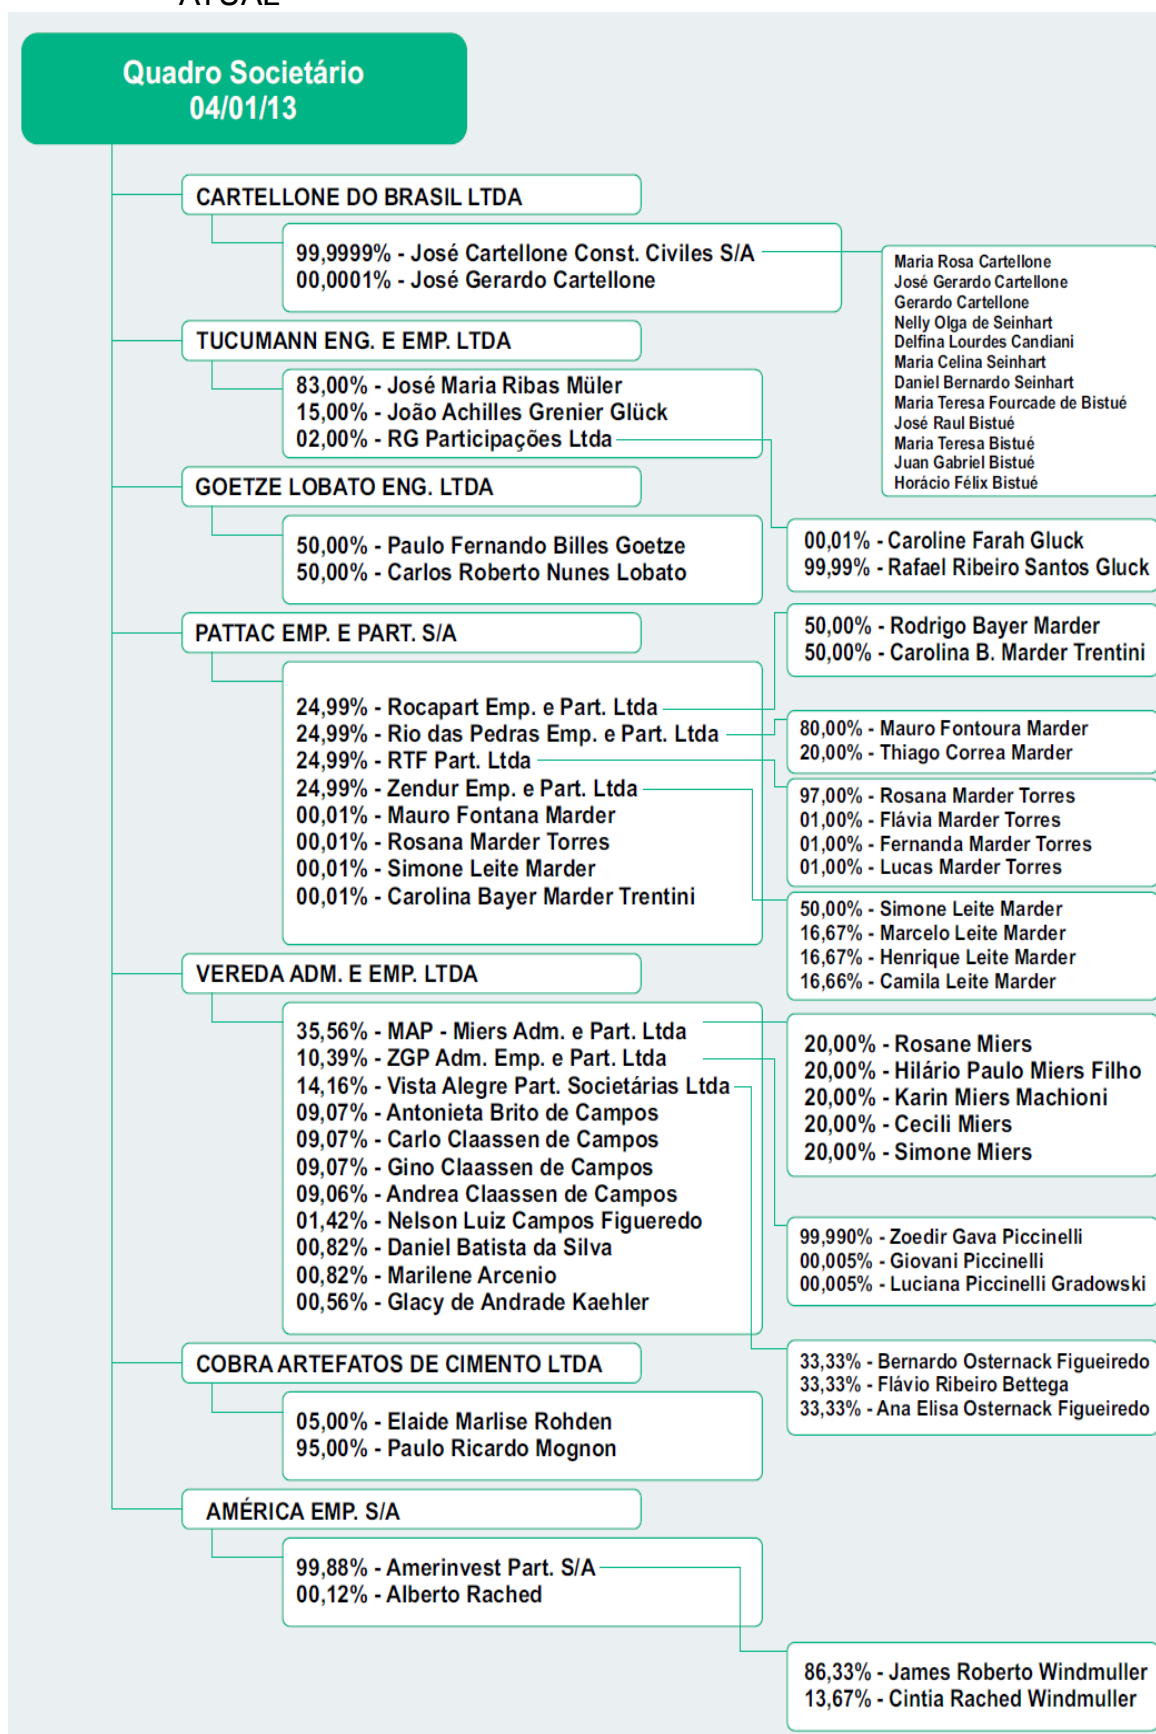 ATUAL
Quadro Societário
04/01/13
CARTELLONE DO BRASIL LTDA
99,9999% - José Cartellone Const. Civiles S/A
00,0001% - José Gerardo Cartellone
Maria Rosa Cartellone
José Gerardo Cartellone
Gerardo Cartellone
Nelly Olga de Seinhart
Delfina Lourdes Candiani
Maria Celina Seinhart
Daniel Bernardo Seinhart
Maria Teresa Fourcade de Bistué
José Raul Bistué
Maria Teresa Bistué
Juan Gabriel Bistué
Horácio Félix Bistué
TUCUMANN ENG. E EMP. LTDA
83,00% - José Maria Ribas Müler
15,00% - João Achilles Grenier Glück
02,00% - RG Participações Ltda
00,01% - Caroline Farah Gluck
99,99% - Rafael Ribeiro Santos Gluck
GOETZE LOBATO ENG. LTDA
50,00% - Paulo Fernando Billes Goetze
50,00% - Carlos Roberto Nunes Lobato
PATTAC EMP. E PART. S/A
24,99% - Rocapart Emp. e Part. Ltda
24,99% - Rio das Pedras Emp. e Part. Ltda
24,99% - RTF Part. Ltda
24,99% - Zendur Emp. e Part. Ltda
00,01% - Mauro Fontana Marder
00,01% - Rosana Marder Torres
00,01% - Simone Leite Marder
00,01% - Carolina Bayer Marder Trentini
50,00% - Rodrigo Bayer Marder
50,00% - Carolina B. Marder Trentini
80,00% - Mauro Fontoura Marder
20,00% - Thiago Correa Marder
97,00% - Rosana Marder Torres
01,00% - Flávia Marder Torres
01,00% - Fernanda Marder Torres
01,00% - Lucas Marder Torres
50,00% - Simone Leite Marder
16,67% - Marcelo Leite Marder
16,67% - Henrique Leite Marder
16,66% - Camila Leite Marder
VEREDA ADM. E EMP. LTDA
35,56% - MAP - Miers Adm. e Part. Ltda
10,39% - ZGP Adm. Emp. e Part. Ltda
14,16% - Vista Alegre Part. Societárias Ltda
09,07% - Antonieta Brito de Campos
09,07% - Carlo Claassen de Campos
09,07% - Gino Claassen de Campos
09,06% - Andrea Claassen de Campos
01,42% - Nelson Luiz Campos Figueredo
00,82% - Daniel Batista da Silva
00,82% - Marilene Arcenio
00,56% - Glacy de Andrade Kaehler
20,00% - Rosane Miers
20,00% - Hilário Paulo Miers Filho
20,00% - Karin Miers Machioni
20,00% - Cecili Miers
20,00% - Simone Miers
99,990% - Zoedir Gava Piccinelli
00,005% - Giovani Piccinelli
00,005% - Luciana Piccinelli Gradowski
33,33% - Bernardo Osternack Figueiredo
33,33% - Flávio Ribeiro Bettega
33,33% - Ana Elisa Osternack Figueiredo
COBRA ARTEFATOS DE CIMENTO LTDA
05,00% - Elaide Marlise Rohden
95,00% - Paulo Ricardo Mognon
AMÉRICA EMP. S/A
99,88% - Amerinvest Part. S/A
00,12% - Alberto Rached
86,33% - James Roberto Windmuller
13,67% - Cintia Rached Windmuller